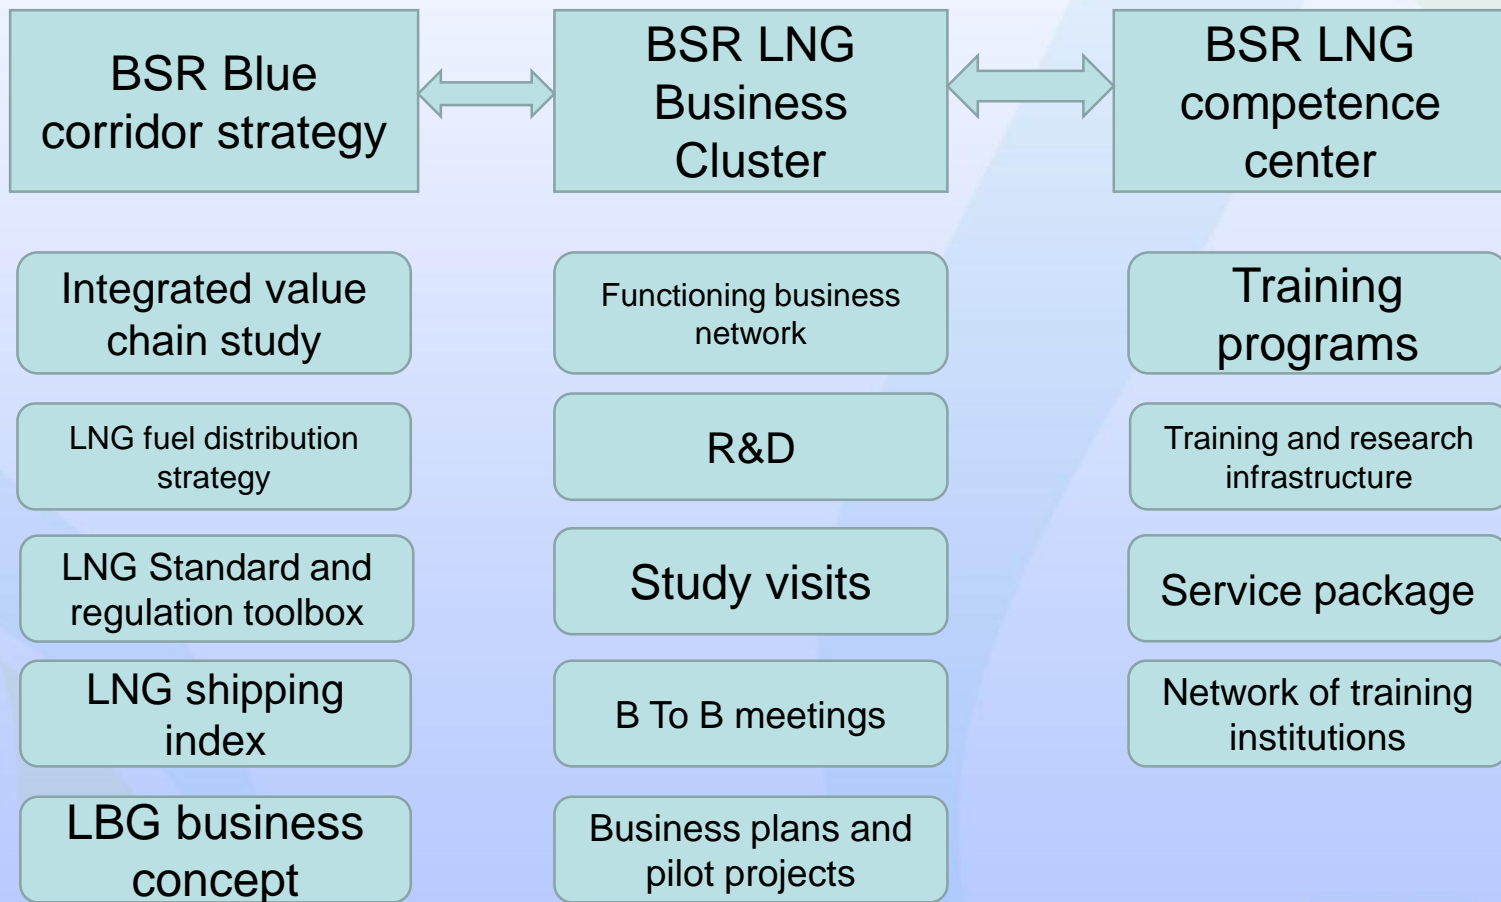 BSR Blue
corridor strategy
BSR LNG
Business
Cluster
BSR LNG
competence
center
Integrated value
chain study
LNG fuel distribution
strategy
LNG Standard and
regulation toolbox
LNG shipping
index
LBG business
concept
Functioning business
network
R&D
Study visits
B To B meetings
Business plans and
pilot projects
Training
programs
Training and research
infrastructure
Service package
Network of training
institutions